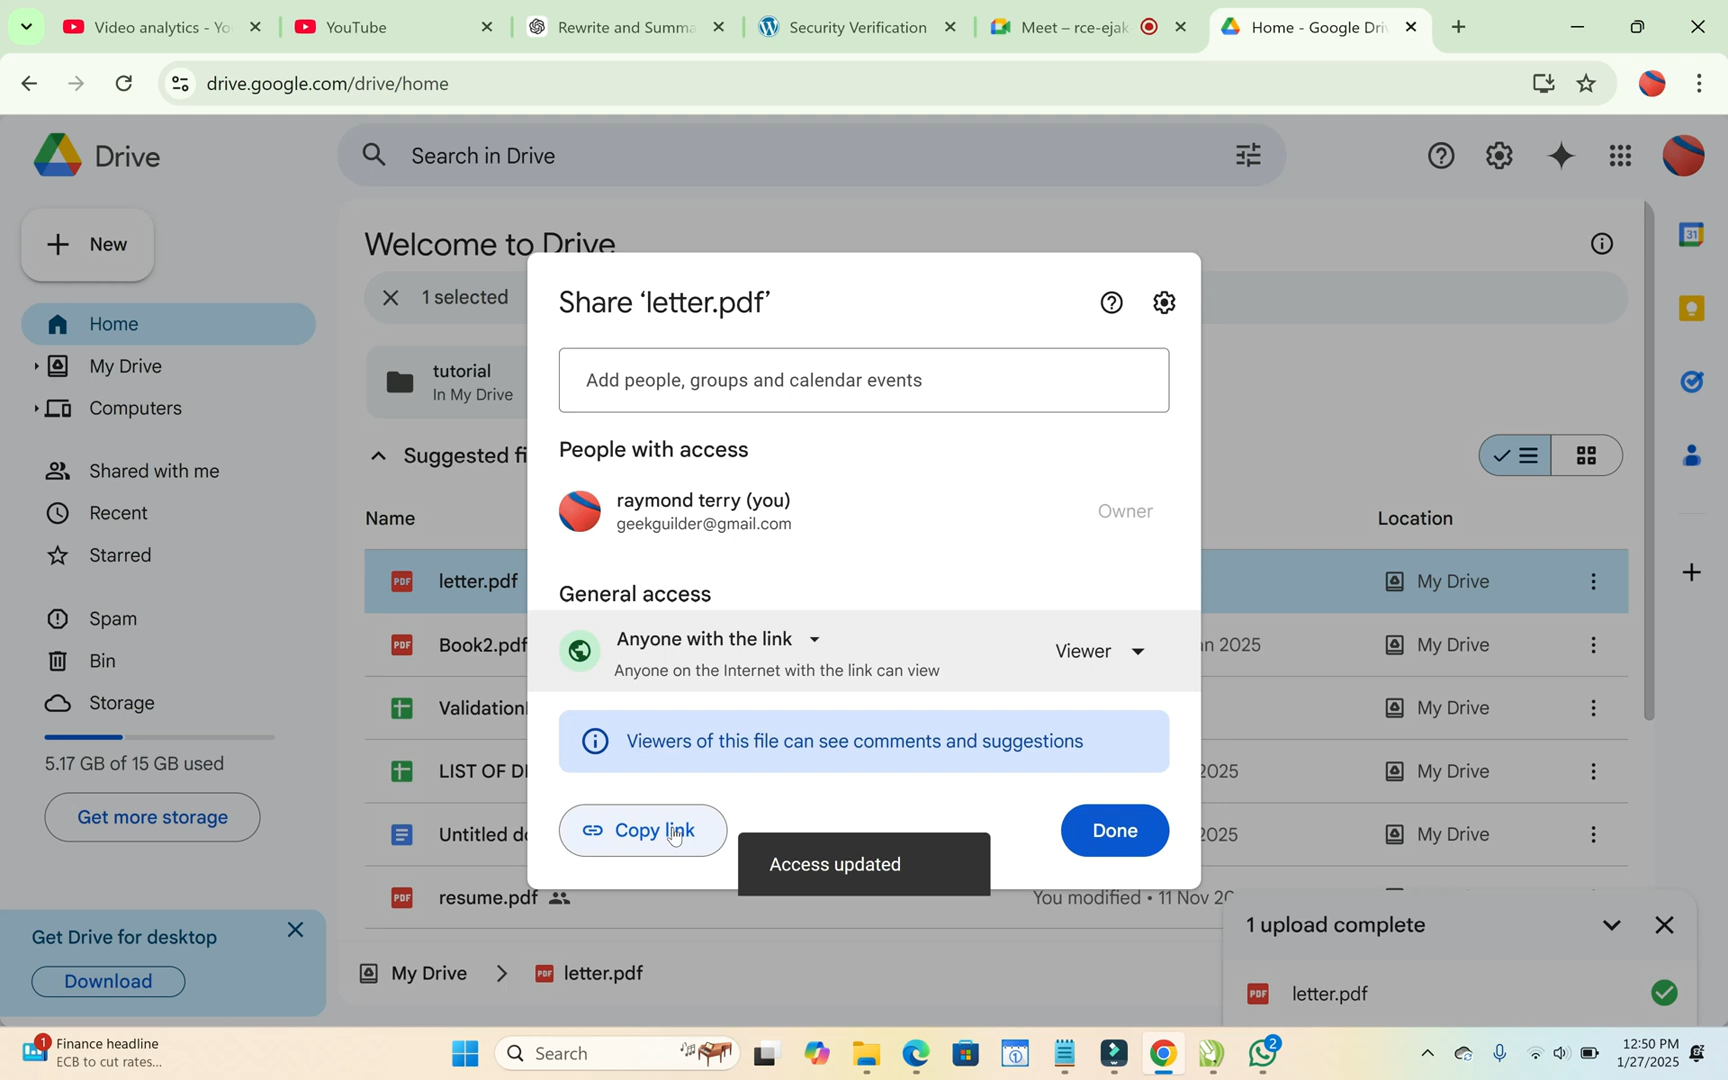 Video analytics - Yo
YouTube
Rewrite and Summa
Security Verification
Meet – rce-ejak
Home - Google Driv
drive.google.com/drive/home
Drive
Search in Drive
New
Welcome to Drive
1 selected
Home
My Drive
Computers
Shared with me
Recent
Starred
Spam
Bin
Storage
5.17 GB of 15 GB used
Get more storage
Get Drive for desktop
Download
tutorial
In My Drive
Suggested fi
Name
Location
letter.pdf
My Drive
Book2.pdf
n 2025
My Drive
Validation
My Drive
LIST OF D
2025
My Drive
Untitled d
2025
My Drive
resume.pdf
You modified • 11 Nov 20
My Drive > letter.pdf
Share ‘letter.pdf’
Add people, groups and calendar events
People with access
raymond terry (you)
geekguilder@gmail.com
Owner
General access
Anyone with the link
Anyone on the Internet with the link can view
Viewer
Viewers of this file can see comments and suggestions
Copy link
Done
Access updated
1 upload complete
PDF letter.pdf
31
1
Finance headline
ECB to cut rates...
Search
2
12:50 PM
1/27/2025